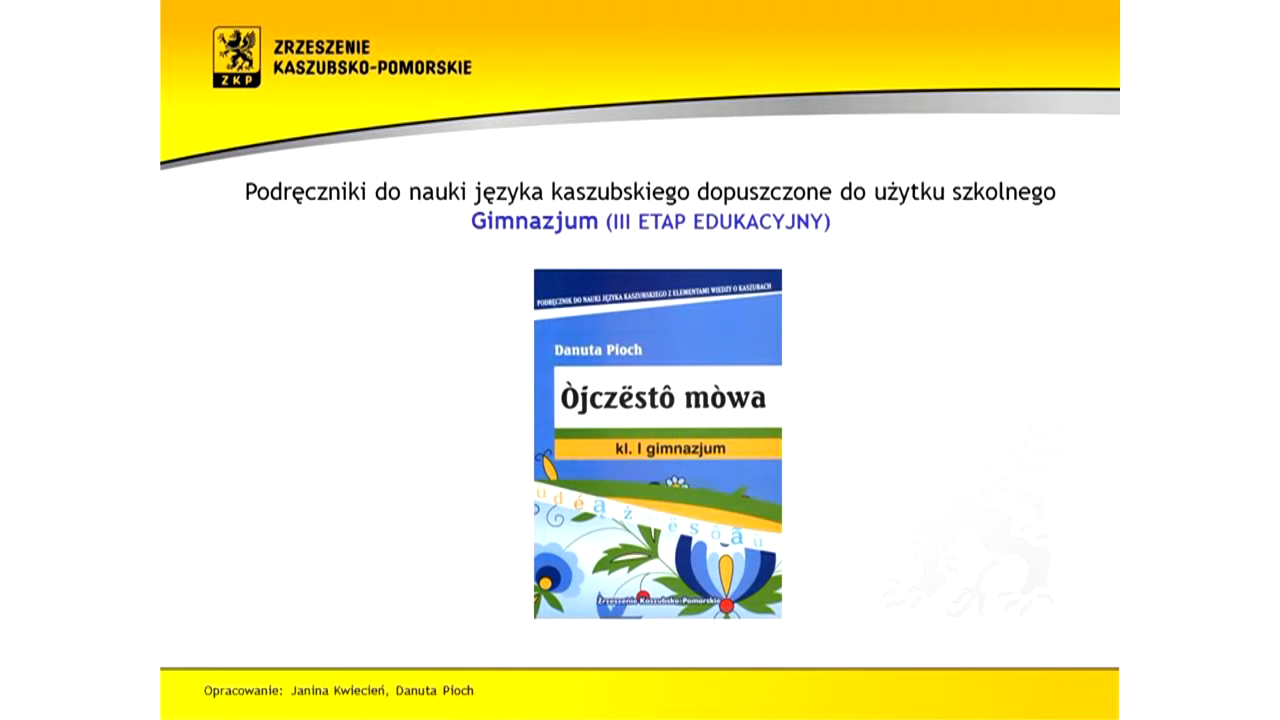 ZRZESZENIE
KASZUBSKO-POMORSKIE
ZKP
Podręczniki do nauki języka kaszubskiego dopuszczone do użytku szkolnego
Gimnazjum (III ETAP EDUKACYJNY)
PODRĘCZNIK DO NAUKI JĘZYKA KASZUBSKIEGO Z ELEMENTAMI WIEDZY O KASZUBACH
Danuta Pioch
Òjczëstô mòwa
kl. I gimnazjum
u d é ą ż ë s ô ã ù
Zrzeszenie Kaszubsko-Pomorskie
Opracowanie: Janina Kwiecień, Danuta Pioch